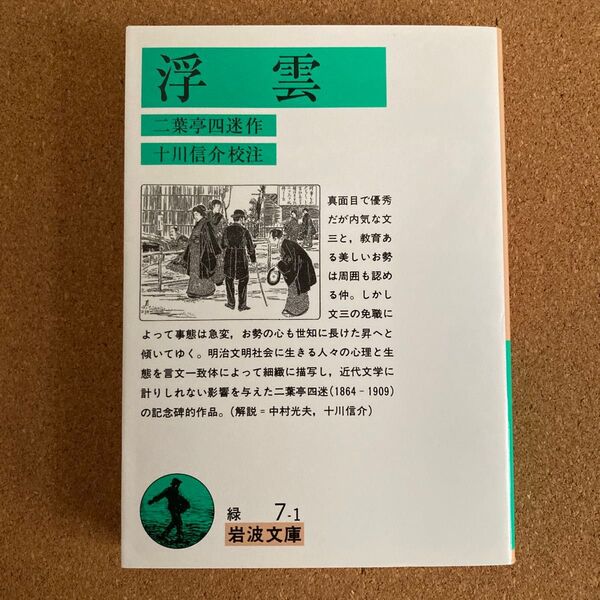 浮雲
二葉亭四迷作
十川信介校注
真面目で優秀
だが内気な文
三と，教育あ
る美しいお勢
は周囲も認め
る仲。しかし
文三の免職に
よって事態は急変，お勢の心も世知に長けた昇へと
傾いてゆく。明治文明社会に生きる人々の心理と生
態を言文一致体によって細緻に描写し，近代文学に
計りしれない影響を与えた二葉亭四迷(1864－1909)
の記念碑的作品。(解説＝中村光夫，十川信介)
緑 7-1
岩波文庫